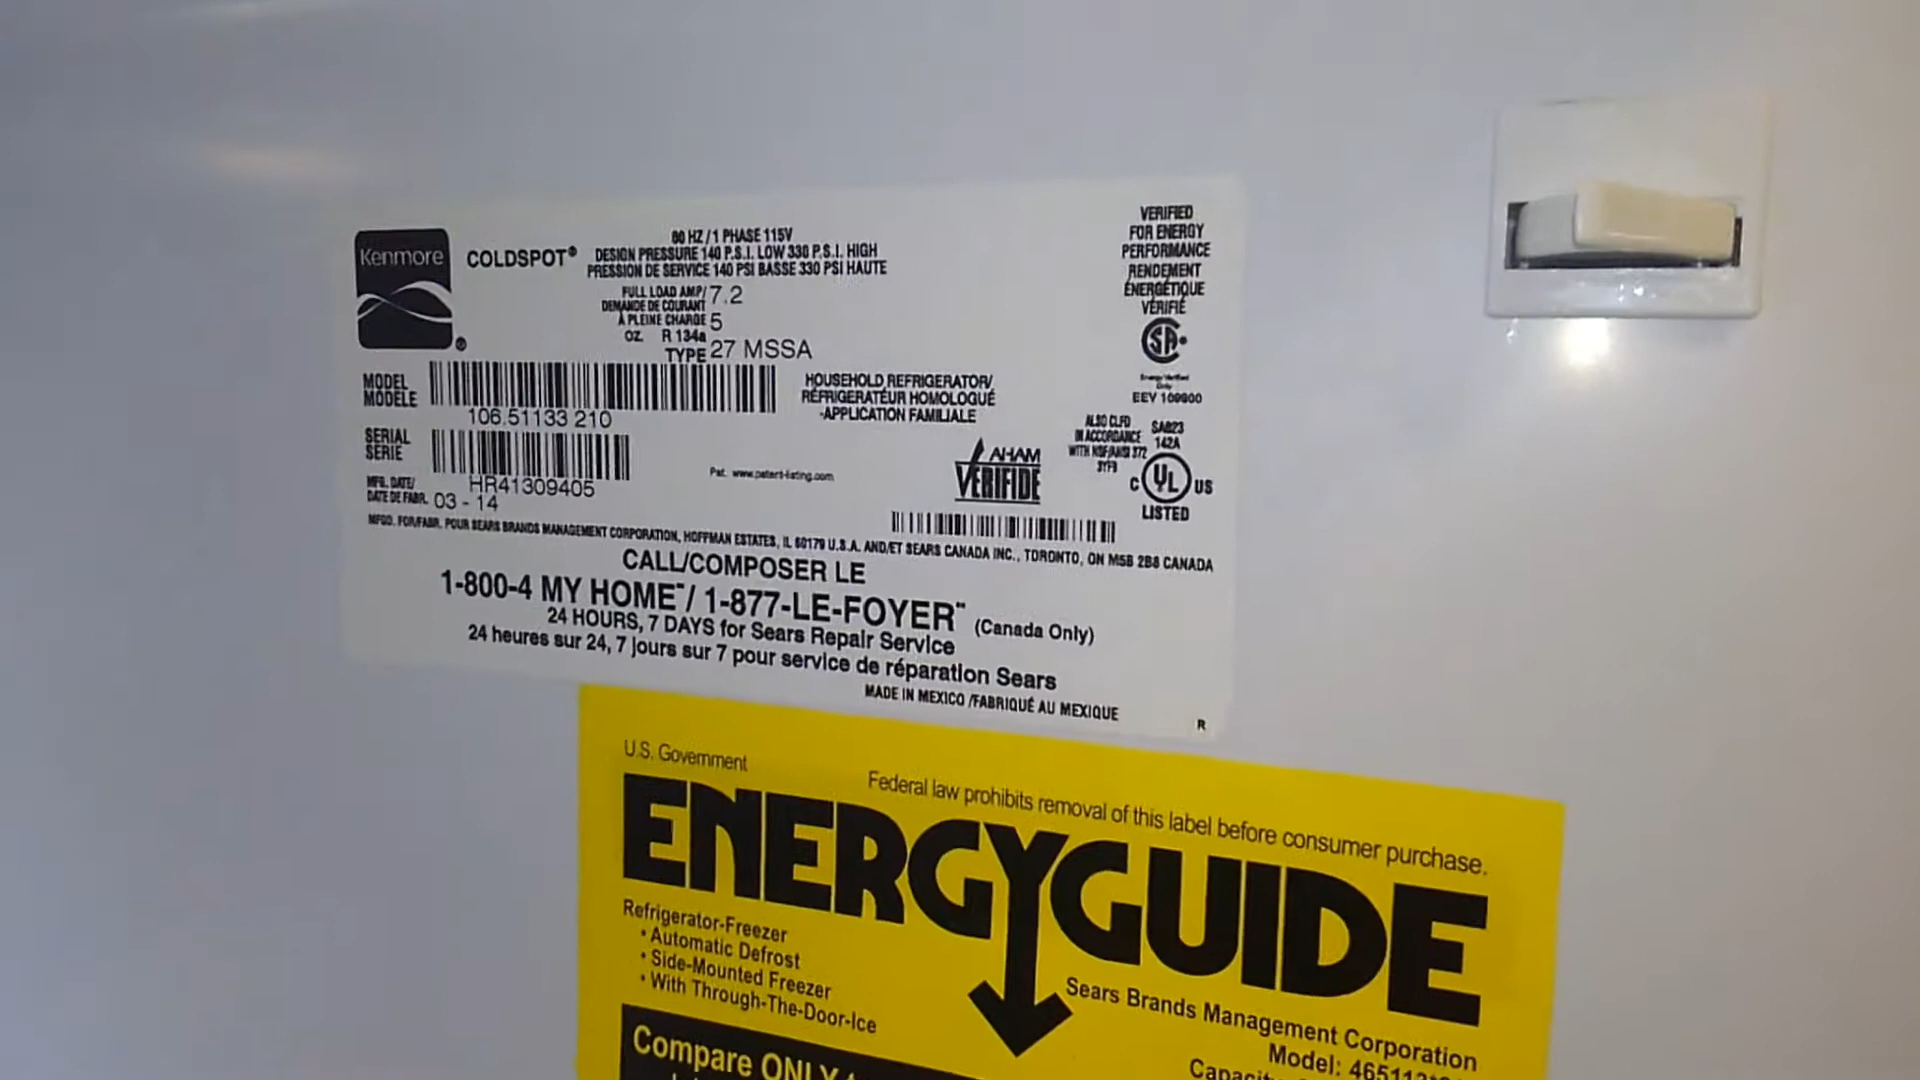 Kenmore
COLDSPOT®
60 HZ / 1 PHASE 115V
DESIGN PRESSURE 140 P.S.I. LOW 330 P.S.I. HIGH
PRESSION DE SERVICE 140 PSI BASSE 330 PSI HAUTE
FULL LOAD AMP/ 7.2
DEMANDE DE COURANT
À PLEINE CHARGE 5
OZ. R 134a
TYPE 27 MSSA
MODEL
MODÈLE
106.51133 210
SERIAL
SERIE
HR41309405
MFG. DATE/
DATE DE FABR. 03 - 14
HOUSEHOLD REFRIGERATOR/
RÉFRIGERATEUR HOMOLOGUÉ
-APPLICATION FAMILIALE
Pat. www.patent-listing.com
AHAM
VERIFIDE
VERIFIED
FOR ENERGY
PERFORMANCE
RENDEMENT
ÉNERGÉTIQUE
VÉRIFIÉ
SA
Energy Verified
Only
EEV 109800
ALSO CLFD
IN ACCORDANCE
WITH NSF/ANSI 372
3YF9
SA823
142A
C UL US
LISTED
MFGD. FOR/FABR. POUR SEARS BRANDS MANAGEMENT CORPORATION, HOFFMAN ESTATES, IL 60179 U.S.A. AND/ET SEARS CANADA INC., TORONTO, ON M5B 2B8 CANADA
CALL/COMPOSER LE
1-800-4 MY HOME℠/ 1-877-LE-FOYER℠ (Canada Only)
24 HOURS, 7 DAYS for Sears Repair Service
24 heures sur 24, 7 jours sur 7 pour service de réparation Sears
MADE IN MEXICO /FABRIQUÉ AU MEXIQUE
R
U.S. Government
Federal law prohibits removal of this label before consumer purchase.
ENERGYGUIDE
Refrigerator-Freezer
• Automatic Defrost
• Side-Mounted Freezer
• With Through-The-Door-Ice
Sears Brands Management Corporation
Model:
Compare ONLY